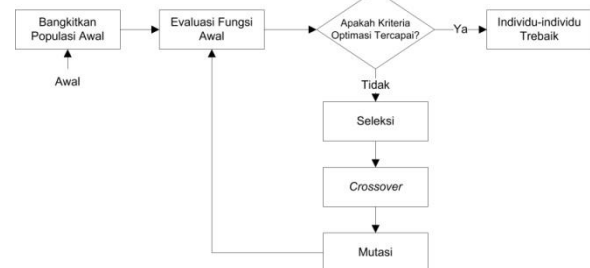 Bangkitkan
Populasi Awal
Evaluasi Fungsi
Awal
Apakah Kriteria
Optimasi Tercapai?
Ya
Individu-individu
Trebaik
Awal
Tidak
Seleksi
Crossover
Mutasi